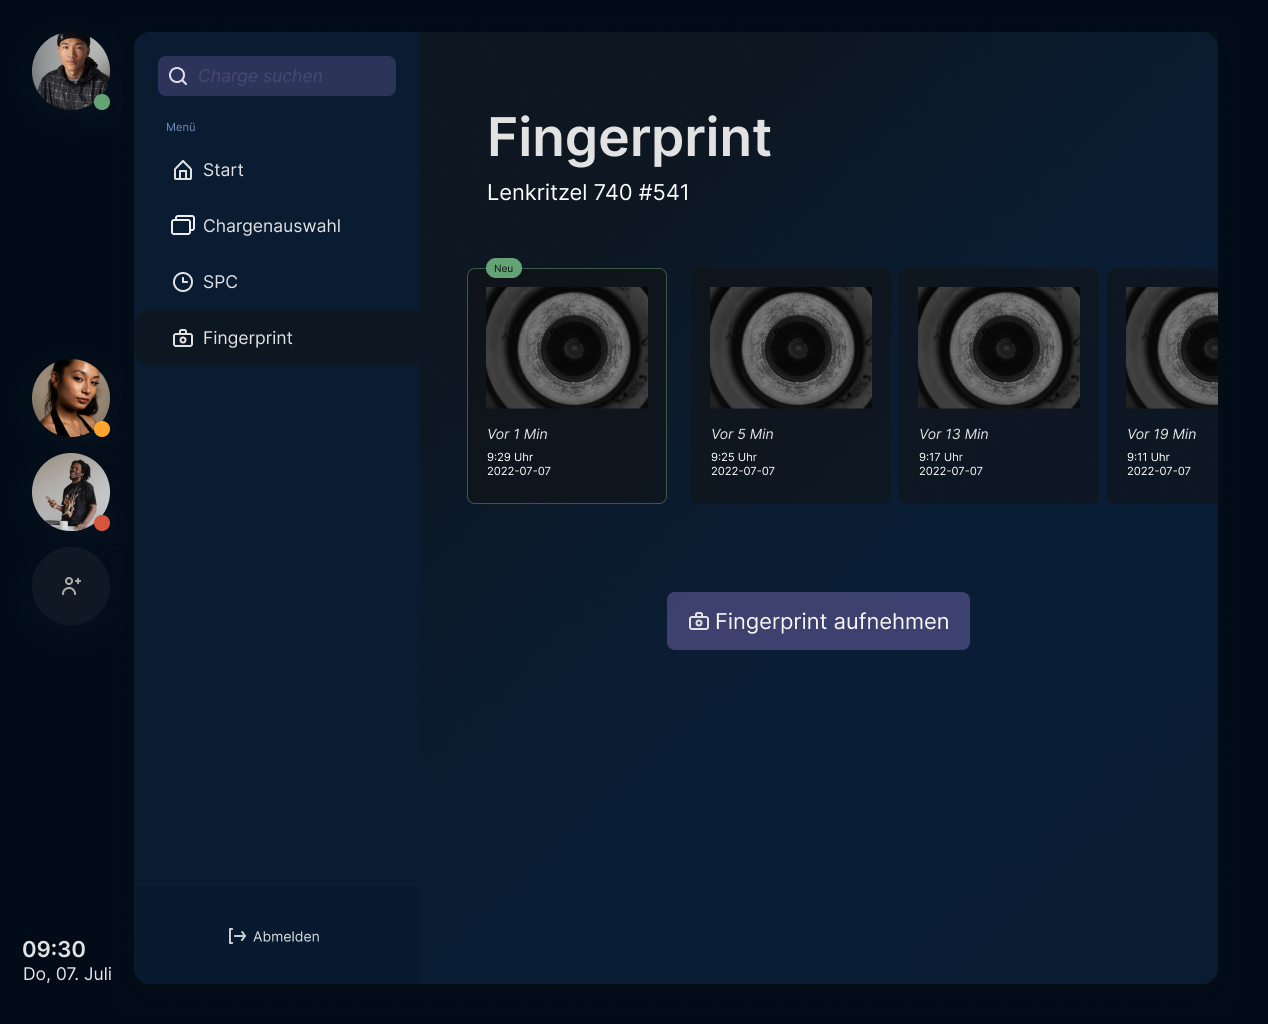 Charge suchen
Menü
Start
Chargenauswahl
SPC
Fingerprint
Abmelden
09:30
Do, 07. Juli
Fingerprint
Lenkritzel 740 #541
Neu
Vor 1 Min
9:29 Uhr
2022-07-07
Vor 5 Min
9:25 Uhr
2022-07-07
Vor 13 Min
9:17 Uhr
2022-07-07
Vor 19 Min
9:11 Uhr
2022-07-07
Fingerprint aufnehmen